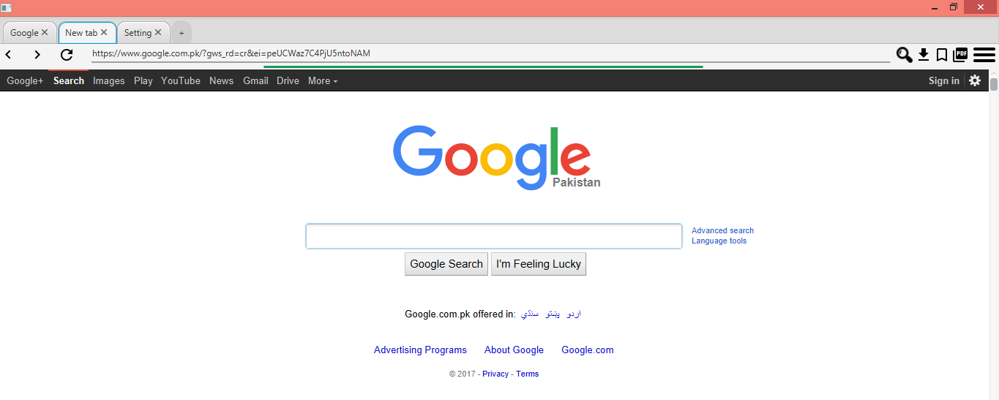 Google New tab Setting +
https://www.google.com.pk/?gws_rd=cr&ei=peUCWaz7C4PjU5ntoNAM PDF
Google+ Search Images Play YouTube News Gmail Drive More Sign in
Google
Pakistan
Advanced search
Language tools
Google Search I'm Feeling Lucky
Google.com.pk offered in: اردو پښتو سنڌي
Advertising Programs About Google Google.com
© 2017 - Privacy - Terms